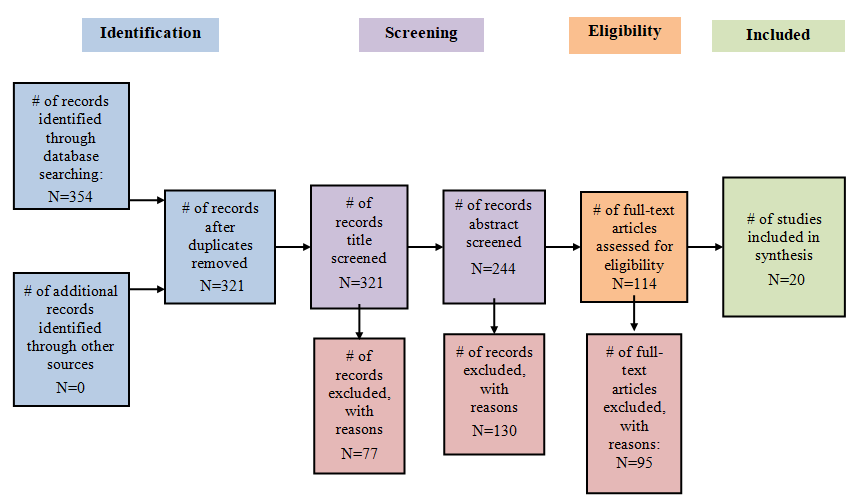 Identification
Screening
Eligibility
Included
# of records
identified
through
database
searching:
N=354
# of additional
records
identified
through other
sources
N=0
# of records
after
duplicates
removed
N=321
# of
records
title
screened
N=321
# of
records
excluded,
with
reasons
N=77
# of records
abstract
screened
N=244
# of records
excluded,
with
reasons
N=130
# of full-text
articles
assessed for
eligibility
N=114
# of full-
text
articles
excluded,
with
reasons:
N=95
# of studies
included in
synthesis
N=20